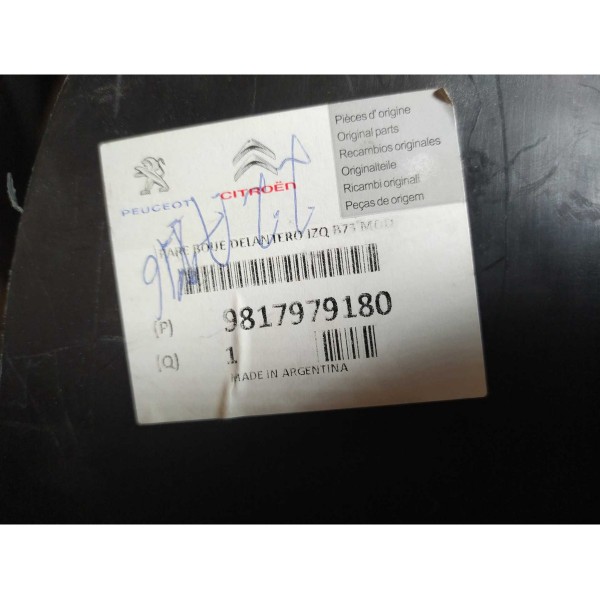 Pièces d' origine
Original parts
Recambios originales
Originalteile
Ricambi originali
Peças de origem
PEUGEOT
CITROËN
PARE BOUE DELANTERO IZQ B73
(P) 9817979180
(Q) 1
MADE IN ARGENTINA